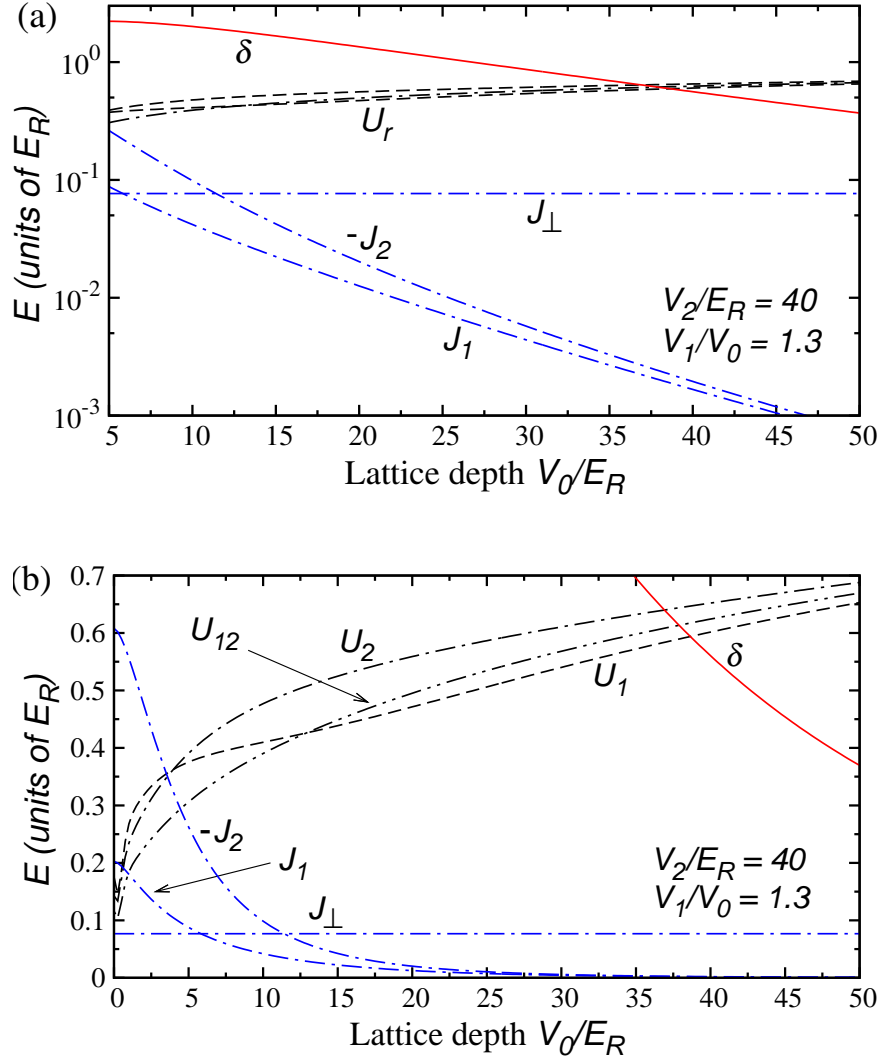 (a)
10^0
10^-1
10^-2
10^-3
E (units of E_R)
δ
U_r
J_⊥
-J_2
J_1
V_2/E_R = 40
V_1/V_0 = 1.3
5 10 15 20 25 30 35 40 45 50
Lattice depth V_0/E_R
(b)
0.7
0.6
0.5
0.4
0.3
0.2
0.1
0
E (units of E_R)
U_12
U_2
U_1
δ
-J_2
J_1
J_⊥
V_2/E_R = 40
V_1/V_0 = 1.3
0 5 10 15 20 25 30 35 40 45 50
Lattice depth V_0/E_R